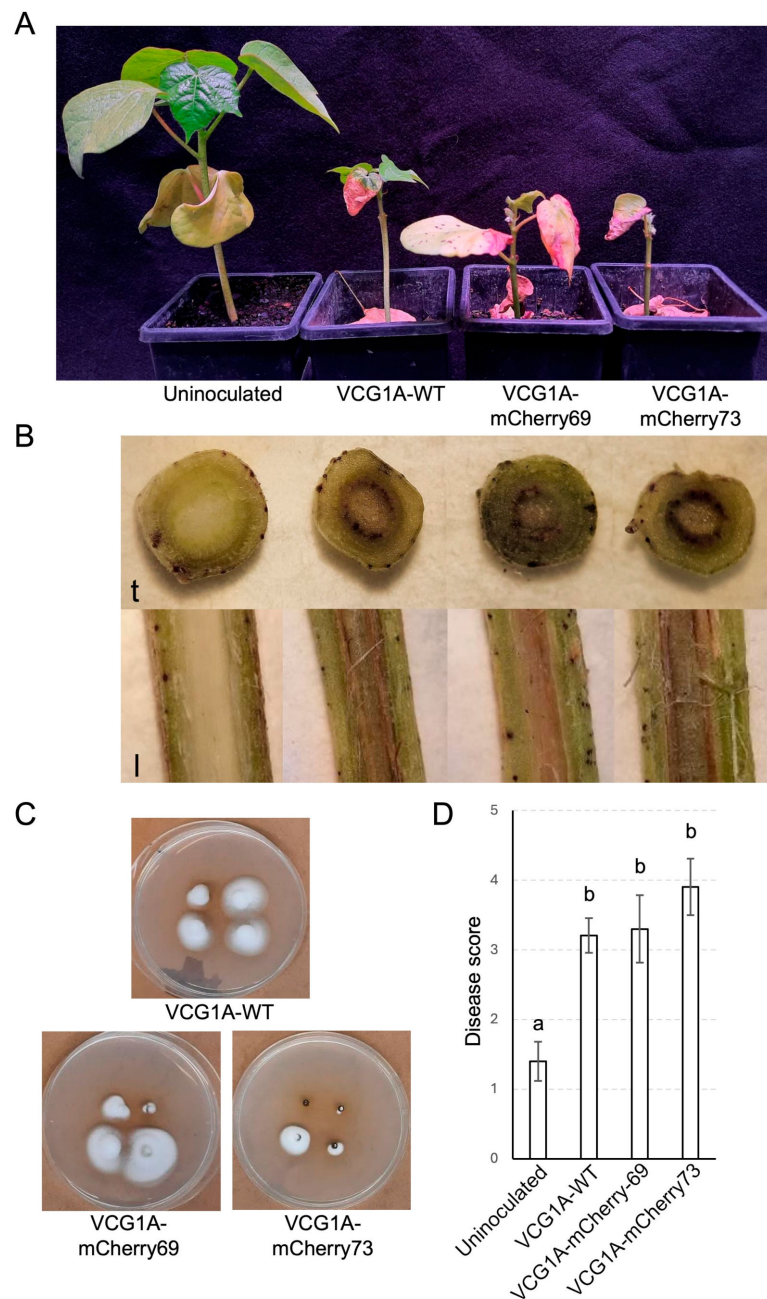 A
Uninoculated
VCG1A-WT
VCG1A-
mCherry69
VCG1A-
mCherry73
B
t
l
C
VCG1A-WT
VCG1A-
mCherry69
VCG1A-
mCherry73
D
5
4
3
2
1
0
Disease score
a
b
b
b
Uninoculated
VCG1A-WT
VCG1A-mCherry-69
VCG1A-mCherry73